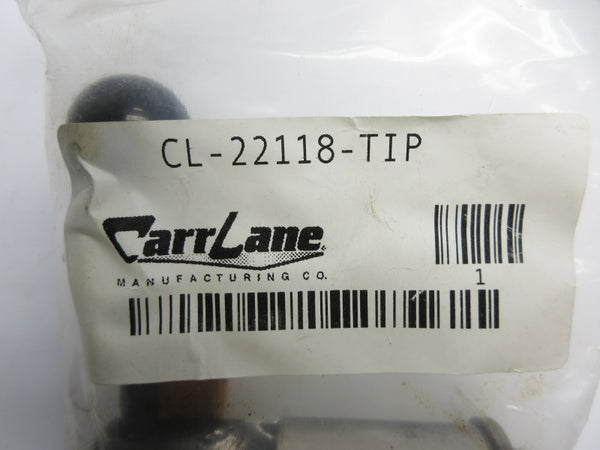 CL-22118-TIP
CarrLane
MANUFACTURING CO.
1